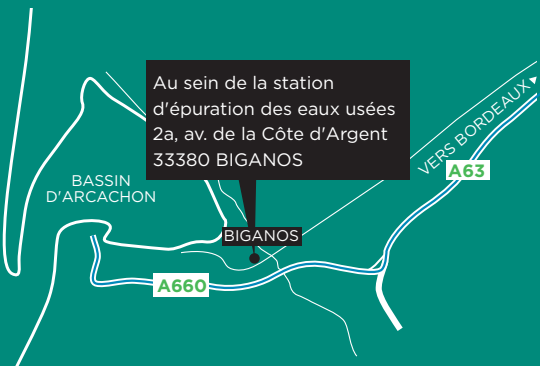 Au sein de la station
d'épuration des eaux usées
2a, av. de la Côte d'Argent
33380 BIGANOS
VERS BORDEAUX
A63
BASSIN
D'ARCACHON
BIGANOS
A660